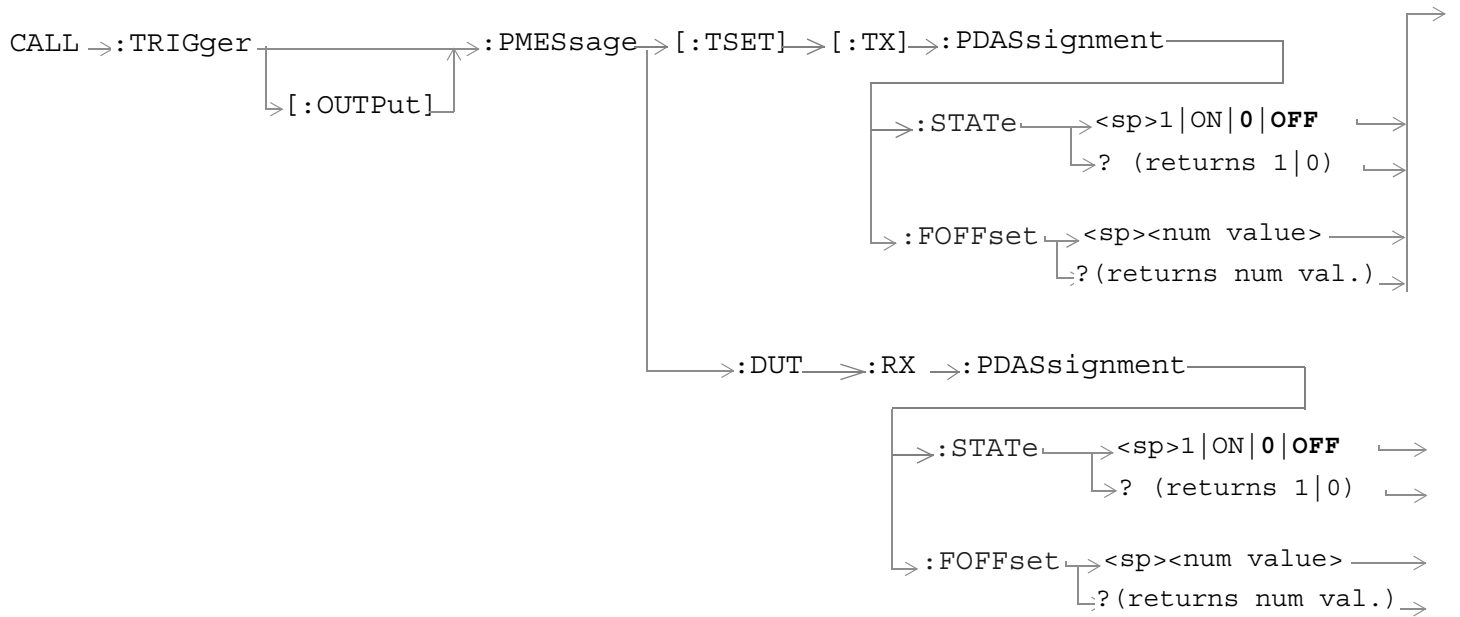 CALL :TRIGger :PMESsage [:TSET] [:TX] :PDASsignment
[:OUTPut]
:STATe <sp>1|ON|0|OFF
? (returns 1|0)
:FOFFset <sp><num value>
?(returns num val.)
:DUT :RX :PDASsignment
:STATe <sp>1|ON|0|OFF
? (returns 1|0)
:FOFFset <sp><num value>
?(returns num val.)